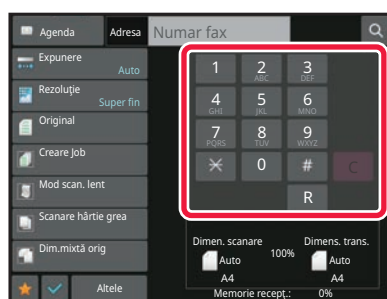 Agenda
Adresa
Numar fax
Expunere
Auto
Rezoluție
Super fin
Original
Creare Job
Mod scan. lent
Scanare hârtie grea
Dim.mixtă orig
Altele
1 2 3
ABC DEF
4 5 6
GHI JKL MNO
7 8 9
PQRS TUV WXYZ
0 # C
R
Dimen. scanare Dimens. trans.
Auto 100% Auto
A4 A4
Memorie recept.: 0%